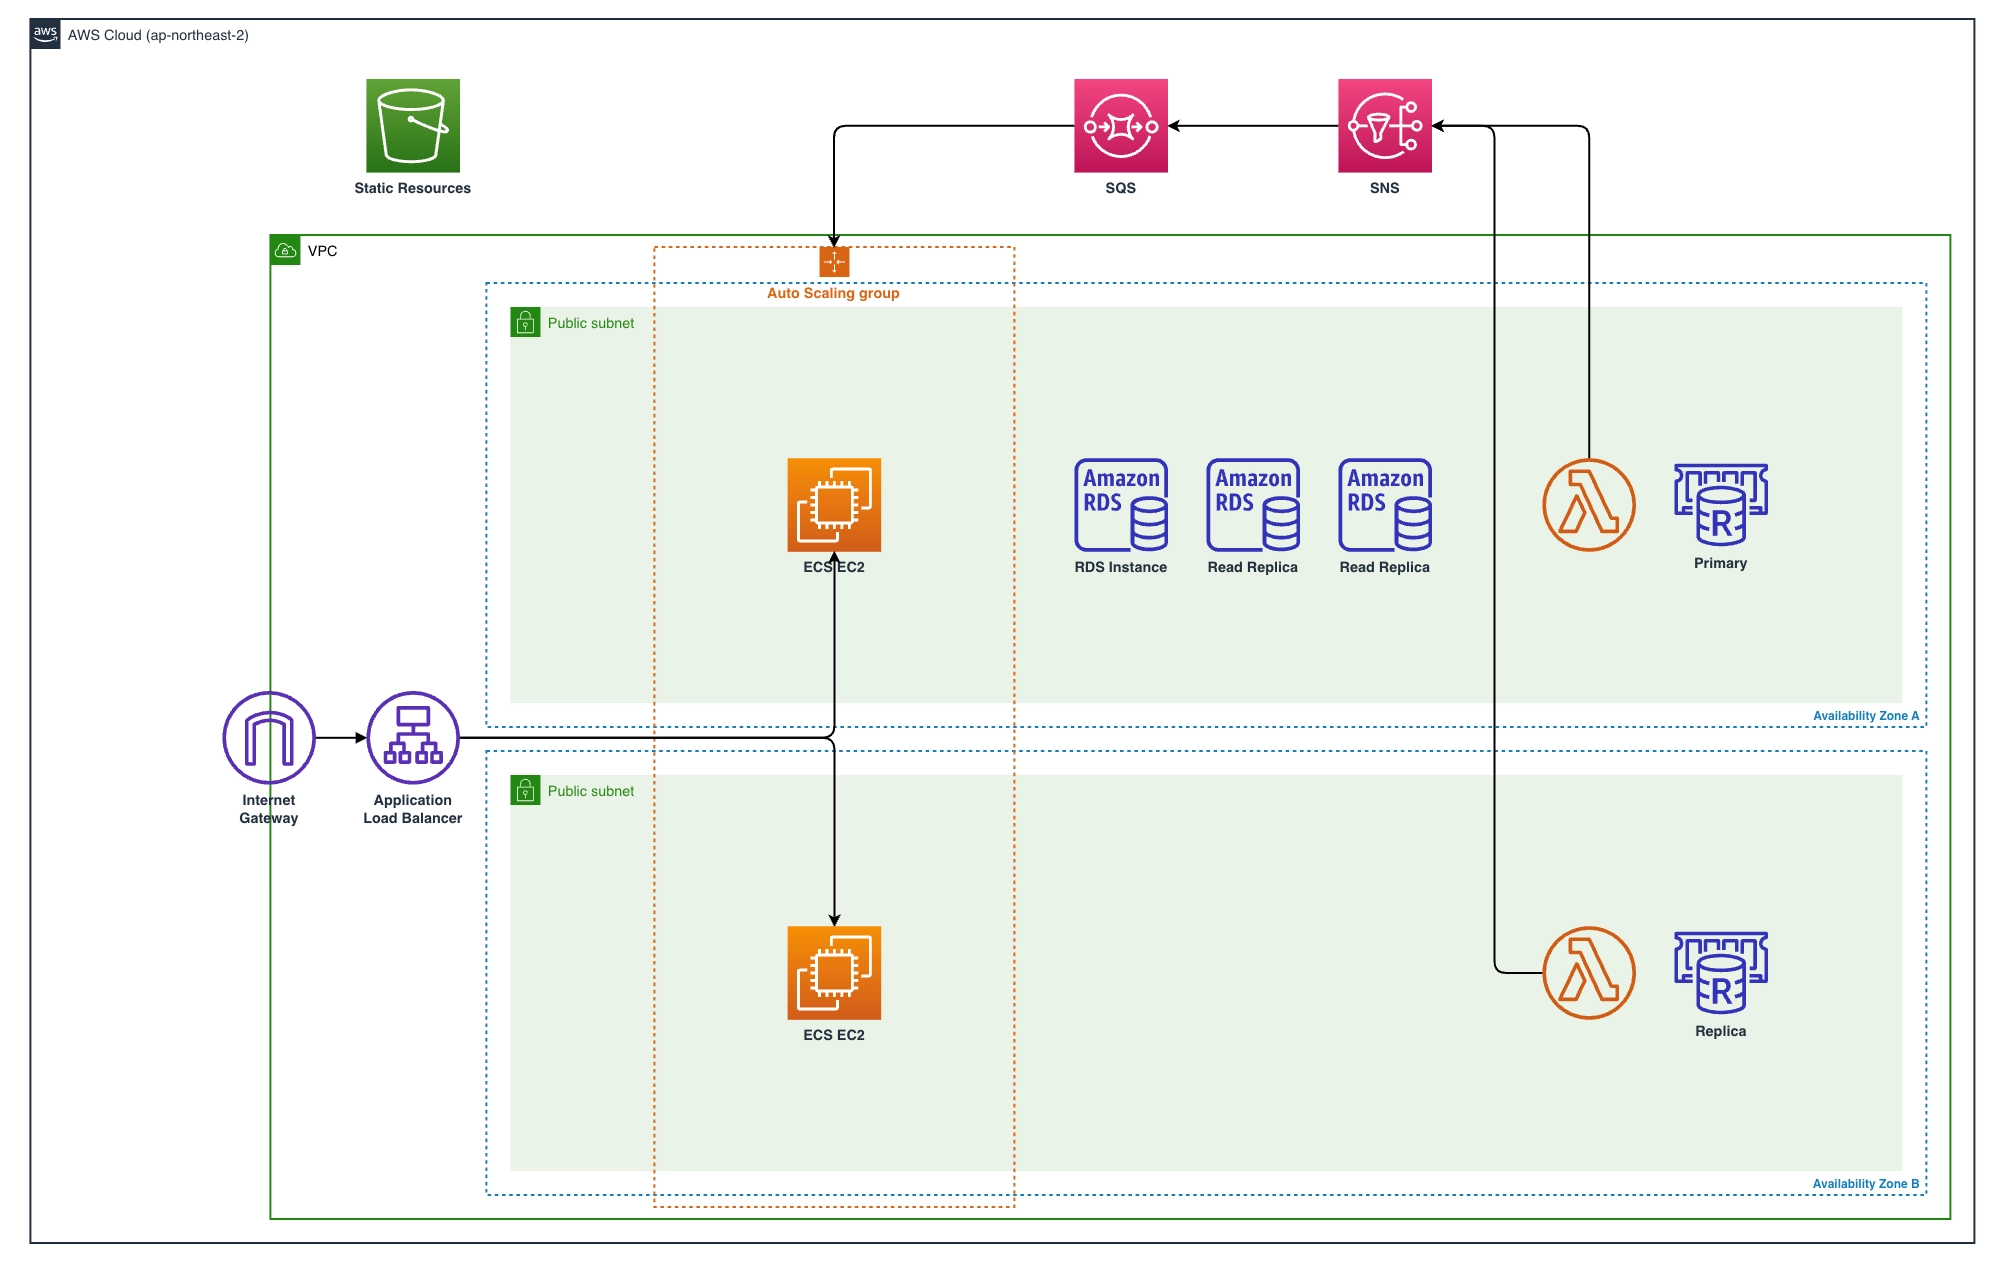 aws
AWS Cloud (ap-northeast-2)
Static Resources
SQS
SNS
VPC
Auto Scaling group
Public subnet
Amazon
RDS
Amazon
RDS
Amazon
RDS
R
ECS EC2
RDS Instance
Read Replica
Read Replica
Primary
Availability Zone A
Internet
Gateway
Application
Load Balancer
Public subnet
R
ECS EC2
Replica
Availability Zone B